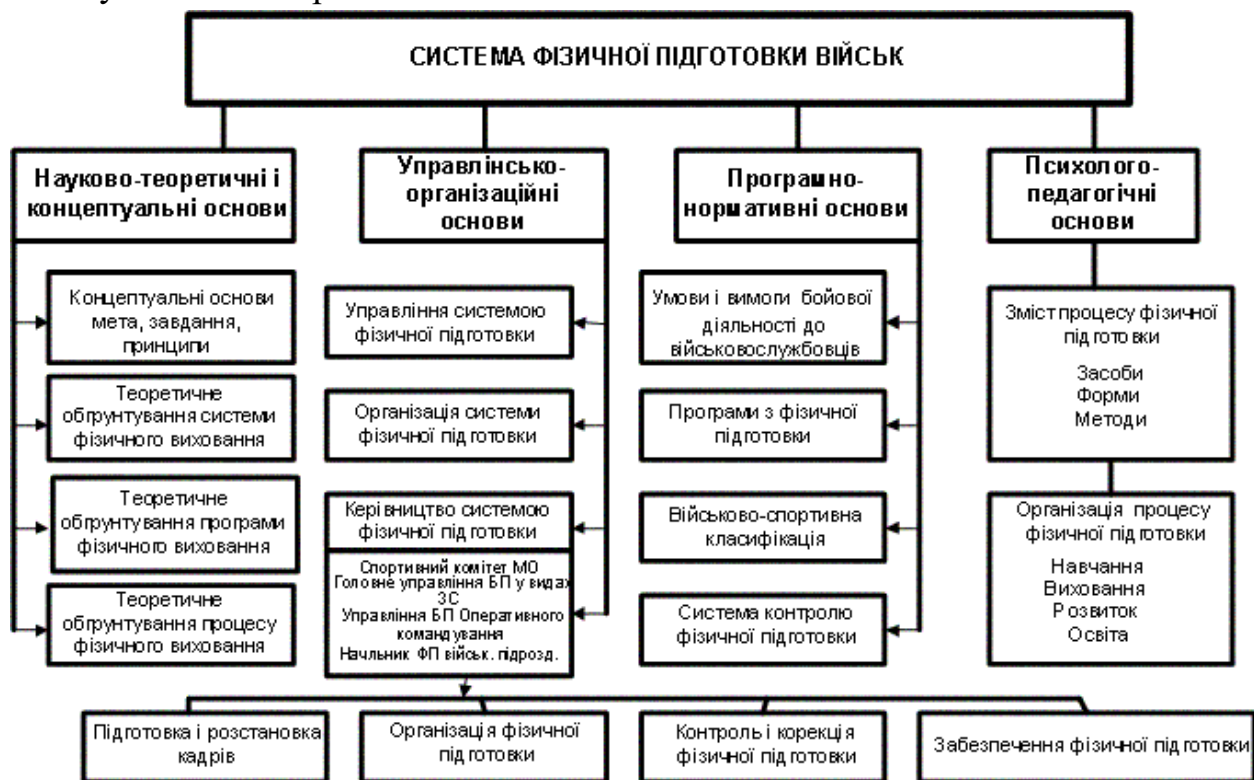 СИСТЕМА ФІЗИЧНОЇ ПІДГОТОВКИ ВІЙСЬК
Науково-теоретичні і
концептуальні основи
Управлінсько-
організаційні
основи
Програмно-
нормативні основи
Психолого-
педагогічні
основи
Концептуальні основи
мета, завдання,
принципи
Теоретичне
обгрунтування системи
фізичного виховання
Теоретичне
обгрунтування програми
фізичного виховання
Теоретичне
обгрунтування процесу
фізичного виховання
Управління системою
фізичної підготовки
Організація системи
фізичної підготовки
Керівництво системою
фізичної підготовки
Спортивний комітет МО
Головне управління БП у видах
ЗС
Управління БП Оперативного
командування
Начльник ФП військ. підрозд.
Умови і вимоги бойової
діяльності до
військовослужбовців
Програми з фізичної
підготовки
Військово-спортивна
класифікація
Система контролю
фізичної підготовки
Зміст процесу фізичної
підготовки
Засоби
Форми
Методи
Організація процесу
фізичної підготовки
Навчання
Виховання
Розвиток
Освіта
Підготовка і розстановка
кадрів
Організація фізичної
підготовки
Контроль і корекція
фізичної підготовки
Забезпечення фізичної підготовки